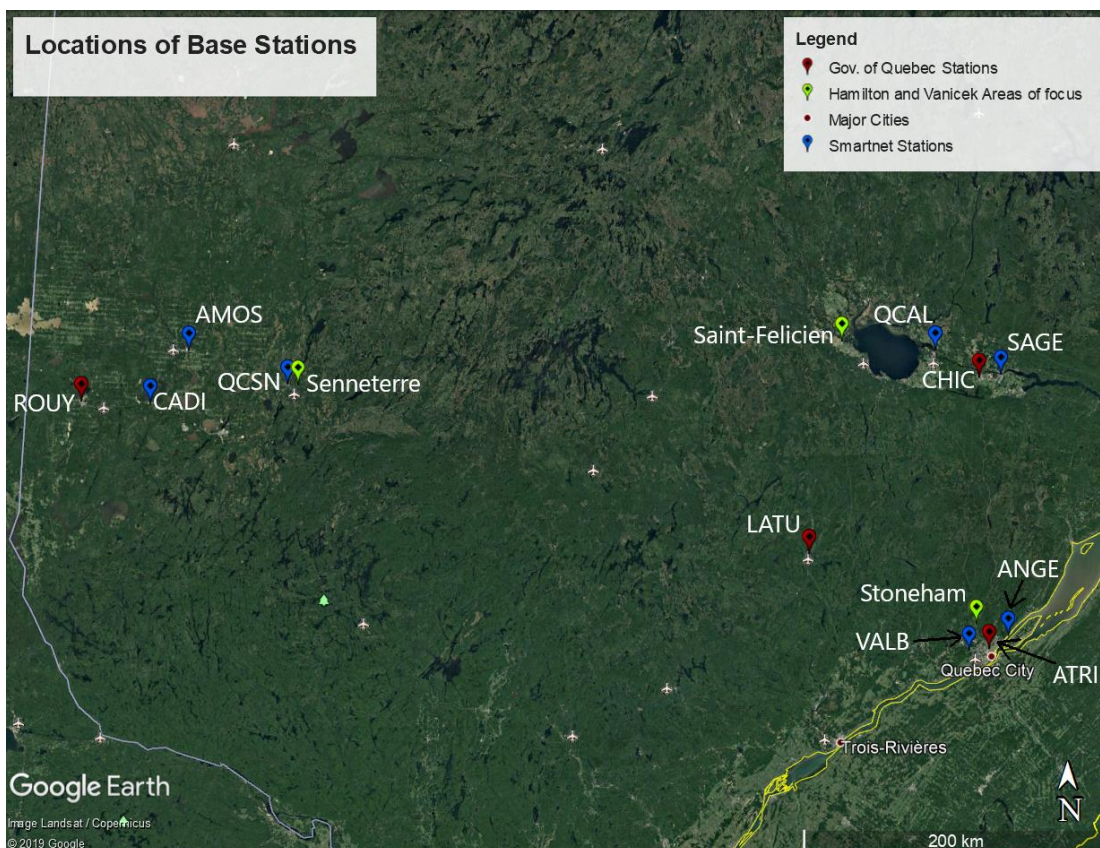 Locations of Base Stations
Legend
Gov. of Quebec Stations
Hamilton and Vanicek Areas of focus
Major Cities
Smartnet Stations
AMOS
QCAL
Saint-Felicien
SAGE
QCSN
Senneterre
CHIC
ROUY
CADI
LATU
ANGE
Stoneham
VALB
Quebec City
ATRI
Trois-Rivières
Google Earth
N
Image Landsat / Copernicus
© 2019 Google
200 km